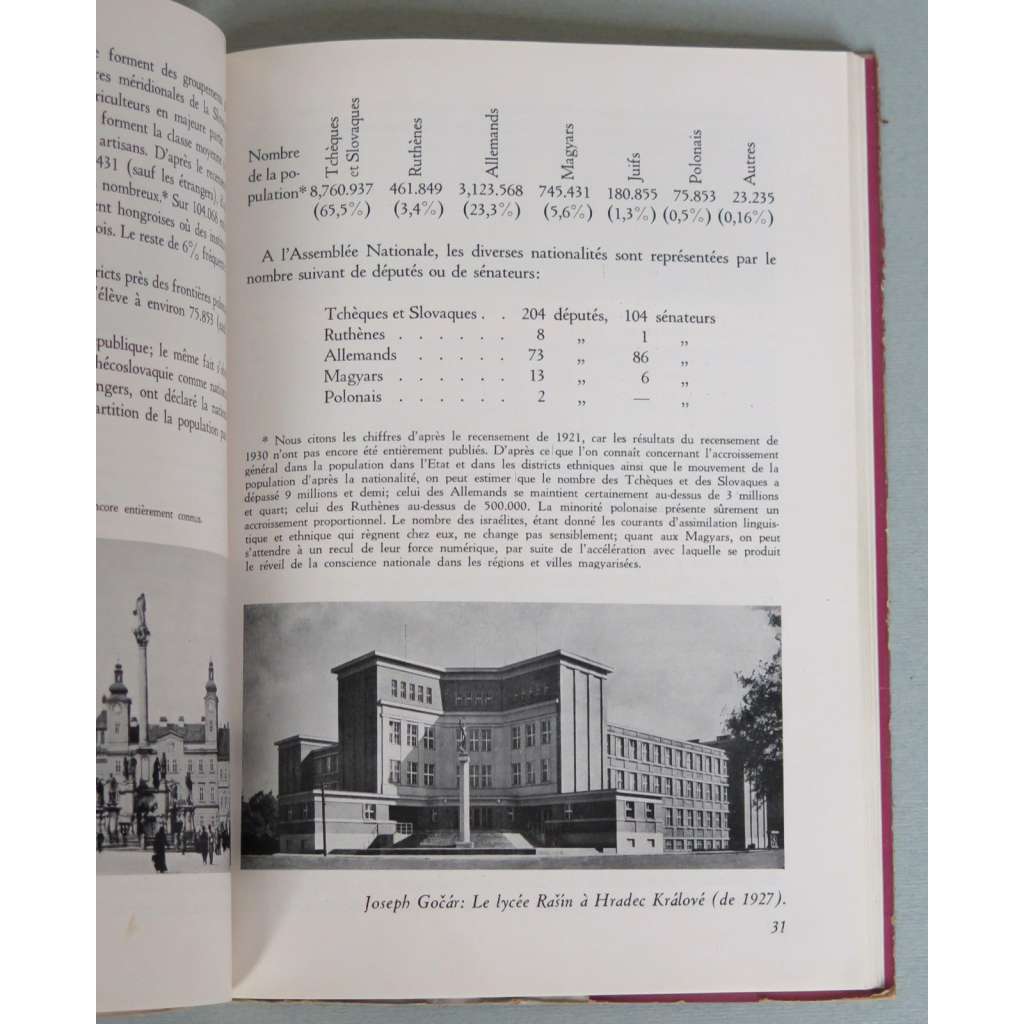 forment des groupements
méridionales de la
en majeure partie
forment la classe moyenne
artisans. D'après le
431 (sauf les étrangers).
nombreux.* Sur 104.068
hongroises où des
Le reste de 6%
près des frontières
à environ 75.853
publique; le même fait
comme
ont déclaré la
de la population
entièrement connus.
Nombre
de la po-
pulation*
Tchèques
et Slovaques
Ruthènes
Allemands
Magyars
Juifs
Polonais
Autres
8,760.937 461.849 3,123.568 745.431 180.855 75.853 23.235
(65,5%) (3,4%) (23,3%) (5,6%) (1,3%) (0,5%) (0,16%)
A l'Assemblée Nationale, les diverses nationalités sont représentées par le
nombre suivant de députés ou de sénateurs:
Tchèques et Slovaques . . 204 députés, 104 sénateurs
Ruthènes . . . . . . 8 „ 1 „
Allemands . . . . . 73 „ 86 „
Magyars . . . . . . 13 „ 6 „
Polonais . . . . . . 2 „ — „
* Nous citons les chiffres d'après le recensement de 1921, car les résultats du recensement de
1930 n'ont pas encore été entièrement publiés. D'après ce que l'on connaît concernant l'accroissement
général dans la population dans l'Etat et dans les districts ethniques ainsi que le mouvement de la
population d'après la nationalité, on peut estimer que le nombre des Tchèques et des Slovaques a
dépassé 9 millions et demi; celui des Allemands se maintient certainement au-dessus de 3 millions
et quart; celui des Ruthènes au-dessus de 500.000. La minorité polonaise présente sûrement un
accroissement proportionnel. Le nombre des israélites, étant donné les courants d'assimilation linguis-
tique et ethnique qui règnent chez eux, ne change pas sensiblement; quant aux Magyars, on peut
s'attendre à un recul de leur force numérique, par suite de l'accélération avec laquelle se produit
le réveil de la conscience nationale dans les régions et villes magyarisées.
Joseph Gočár: Le lycée Rašín à Hradec Králové (de 1927).
31